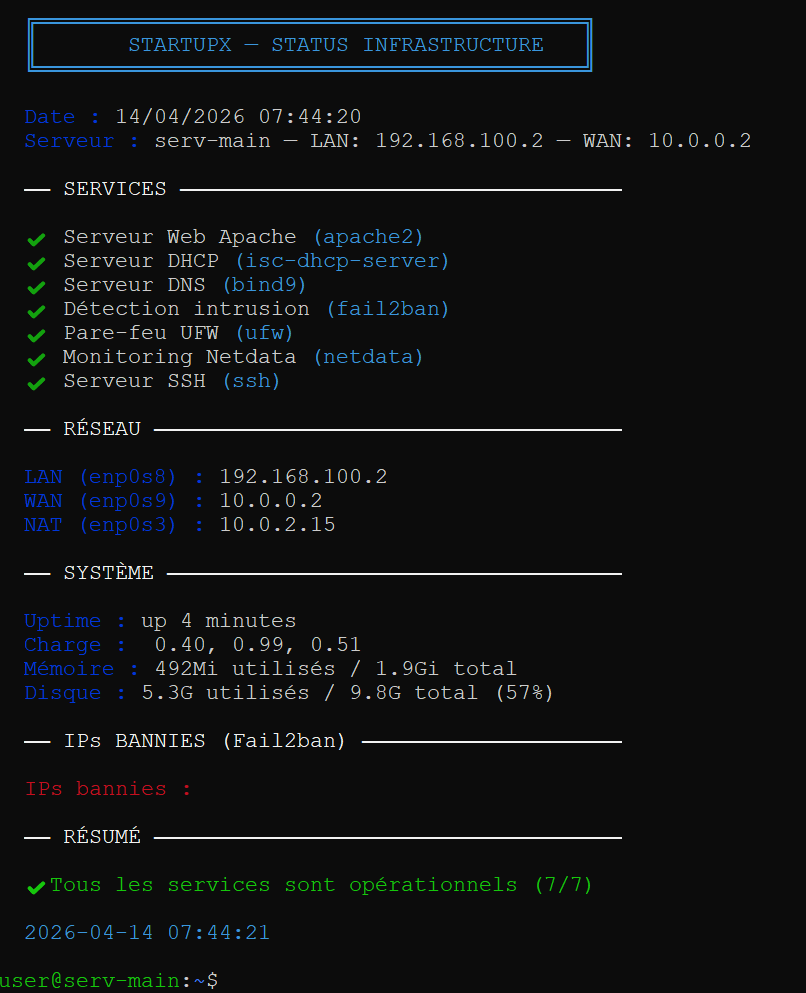 STARTUPX — STATUS INFRASTRUCTURE
Date : 14/04/2026 07:44:20
Serveur : serv-main — LAN: 192.168.100.2 — WAN: 10.0.0.2
── SERVICES ──────────────────────────────────
✔ Serveur Web Apache (apache2)
✔ Serveur DHCP (isc-dhcp-server)
✔ Serveur DNS (bind9)
✔ Détection intrusion (fail2ban)
✔ Pare-feu UFW (ufw)
✔ Monitoring Netdata (netdata)
✔ Serveur SSH (ssh)
── RÉSEAU ────────────────────────────────────
LAN (enp0s8) : 192.168.100.2
WAN (enp0s9) : 10.0.0.2
NAT (enp0s3) : 10.0.2.15
── SYSTÈME ───────────────────────────────────
Uptime : up 4 minutes
Charge :  0.40, 0.99, 0.51
Mémoire : 492Mi utilisés / 1.9Gi total
Disque : 5.3G utilisés / 9.8G total (57%)
── IPs BANNIES (Fail2ban) ────────────────────
IPs bannies :
── RÉSUMÉ ────────────────────────────────────
✔Tous les services sont opérationnels (7/7)
2026-04-14 07:44:21
user@serv-main:~$